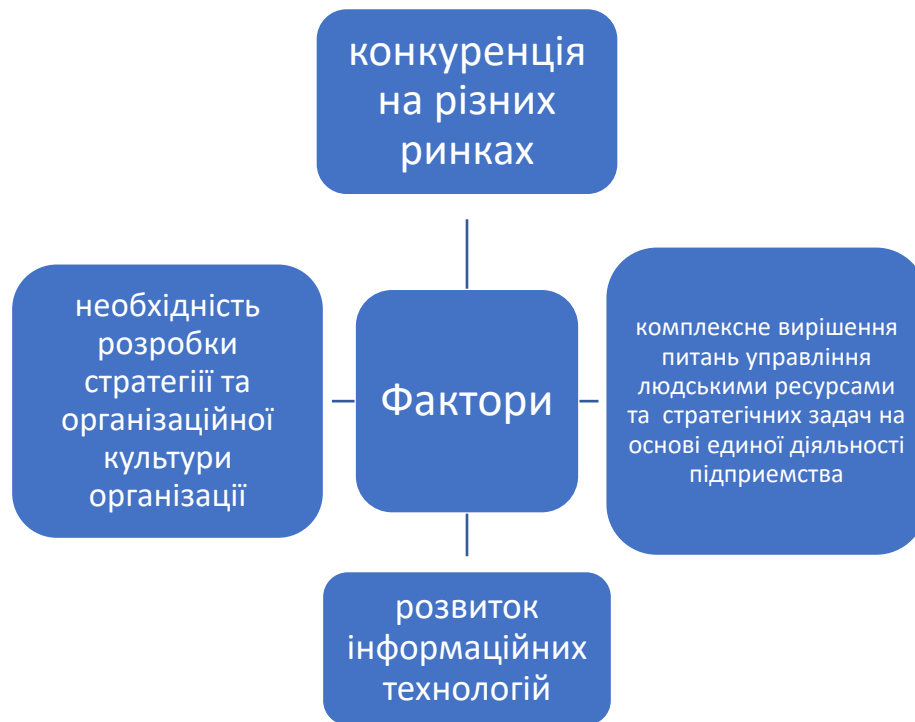 конкуренція
на різних
ринках
необхідність
розробки
стратегіїї та
організаційної
культури
організації
Фактори
комплексне вирішення
питань управління
людськими ресурсами
та стратегічних задач на
основі единої діяльності
підприемства
розвиток
інформаційних
технологій